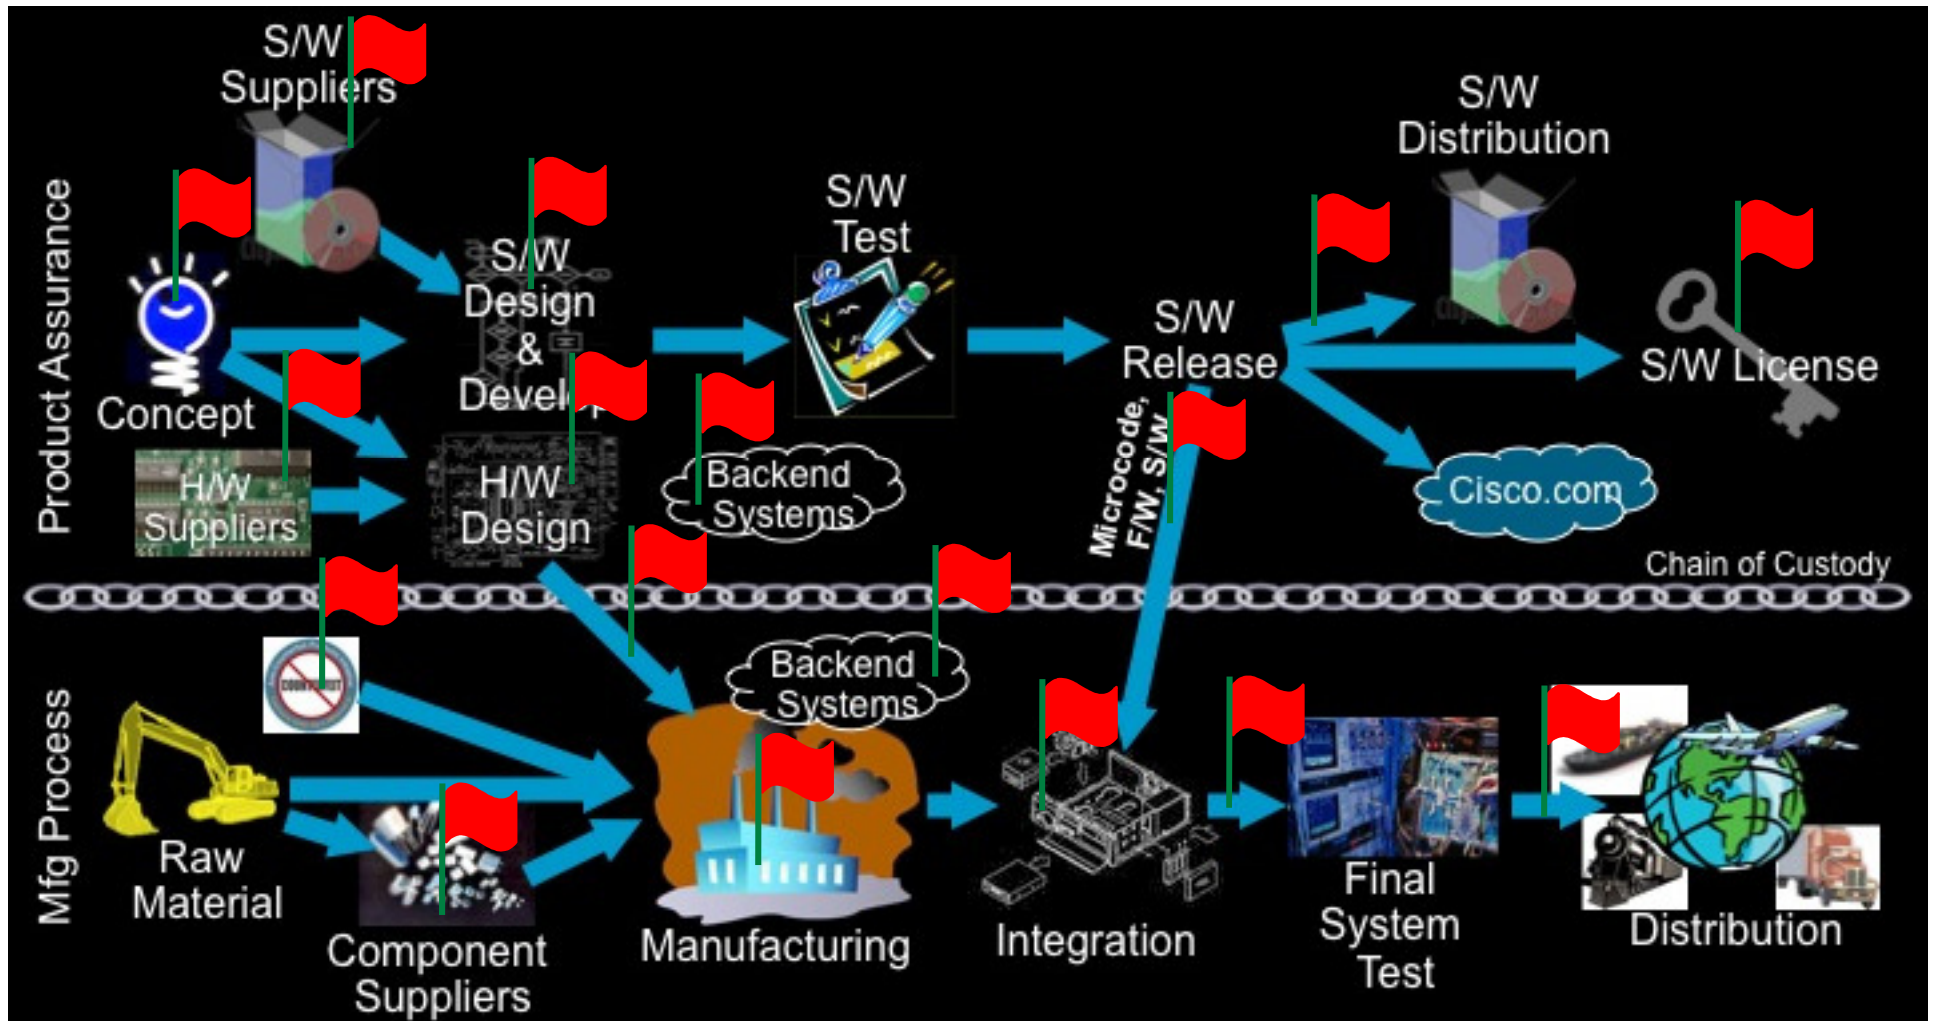 S/W
Suppliers
Product Assurance
Concept
S/W
Design
&
Develop
H/W
Suppliers
H/W
Design
Backend
Systems
S/W
Test
S/W
Release
Microcode,
F/W, S/W
S/W
Distribution
S/W License
Cisco.com
Chain of Custody
Mfg Process
Raw
Material
Component
Suppliers
Backend
Systems
Manufacturing
Integration
Final
System
Test
Distribution